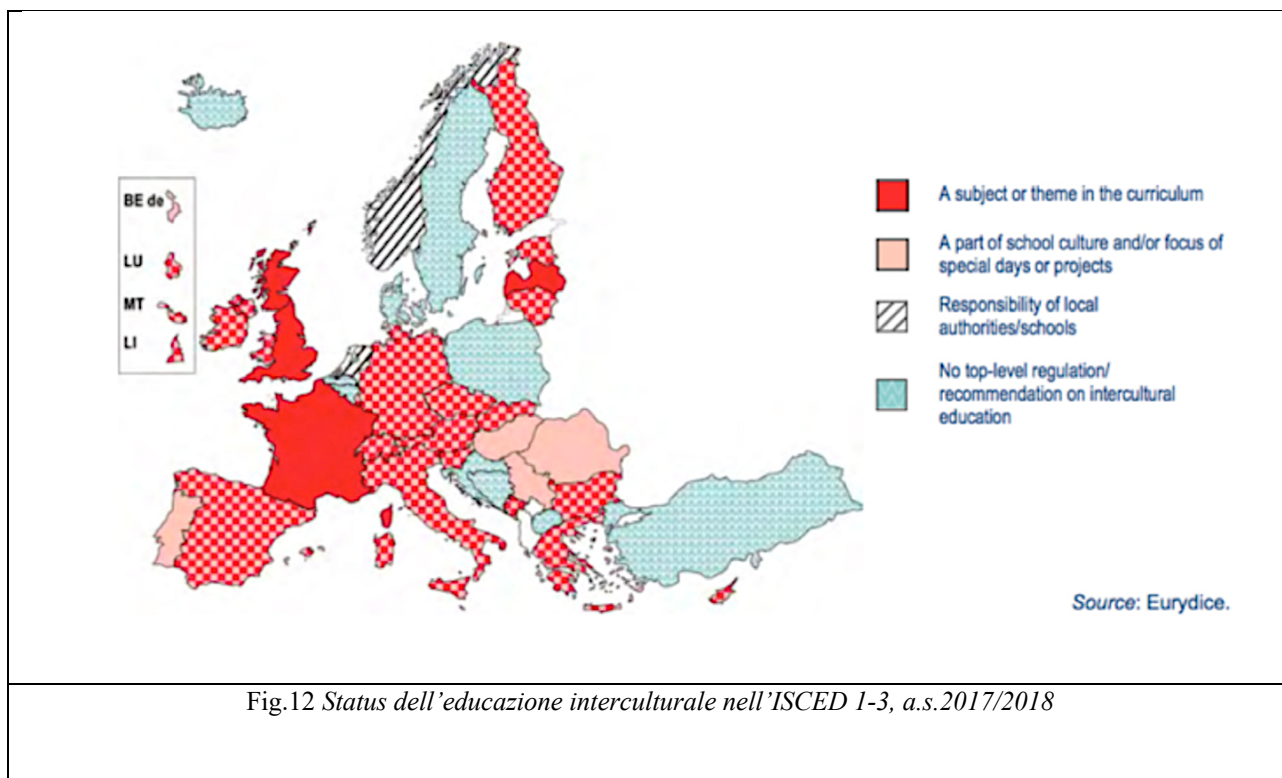 BE de
LU
MT
LI
A subject or theme in the curriculum
A part of school culture and/or focus of
special days or projects
Responsibility of local
authorities/schools
No top-level regulation/
recommendation on intercultural
education
Source: Eurydice.
Fig.12 Status dell’educazione interculturale nell’ISCED 1-3, a.s.2017/2018